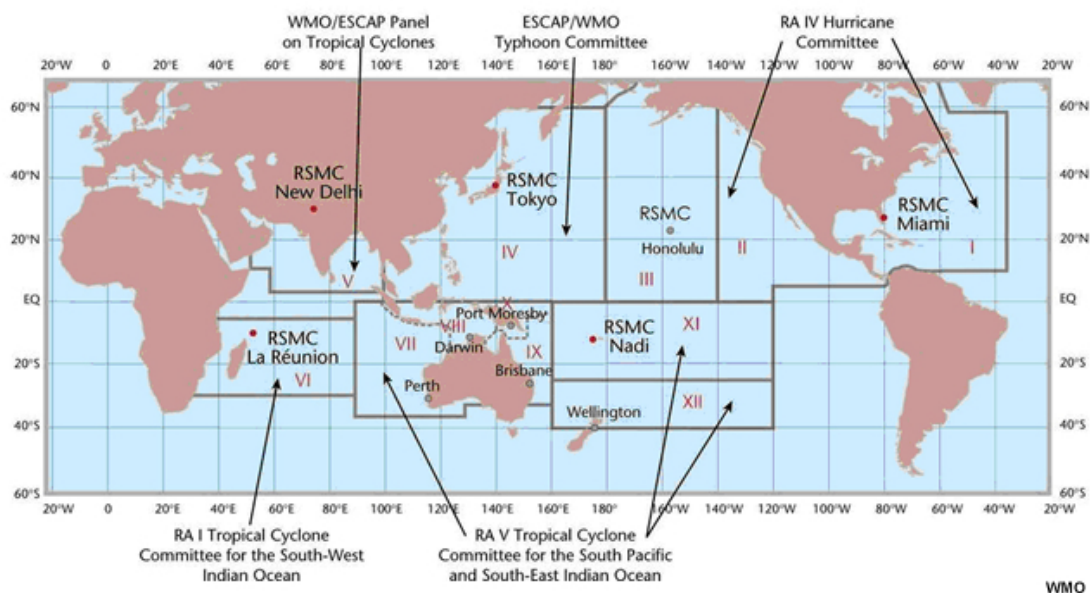 WMO/ESCAP Panel
on Tropical Cyclones
ESCAP/WMO
Typhoon Committee
RA IV Hurricane
Committee
20°W 0° 20°E 40°E 60°E 80°E 100°E 120°E 140°E 160°E 180° 160°W 140°W 120°W 100°W 80°W 60°W 40°W 20°W
60°N 60°N
40°N 40°N
RSMC
New Delhi
RSMC
Tokyo
RSMC
Honolulu
RSMC
Miami
20°N 20°N
IV II I
V III
EQ EQ
X
Port Moresby
VIII
XI
RSMC
La Réunion
VII
Darwin
IX
RSMC
Nadi
20°S 20°S
VI
Perth
Brisbane
XII
Wellington
40°S 40°S
60°S 60°S
20°W 0° 20°E 40°E 60°E 80°E 100°E 120°E 140°E 160°E 180° 160°W 140°W 120°W 100°W 80°W 60°W 40°W 20°W
RA I Tropical Cyclone
Committee for the South-West
Indian Ocean
RA V Tropical Cyclone
Committee for the South Pacific
and South-East Indian Ocean
WMO